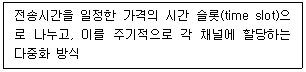 전송시간을 일정한 가격의 시간 슬롯(time slot)으
로 나누고, 이를 주기적으로 각 채널에 할당하는
다중화 방식